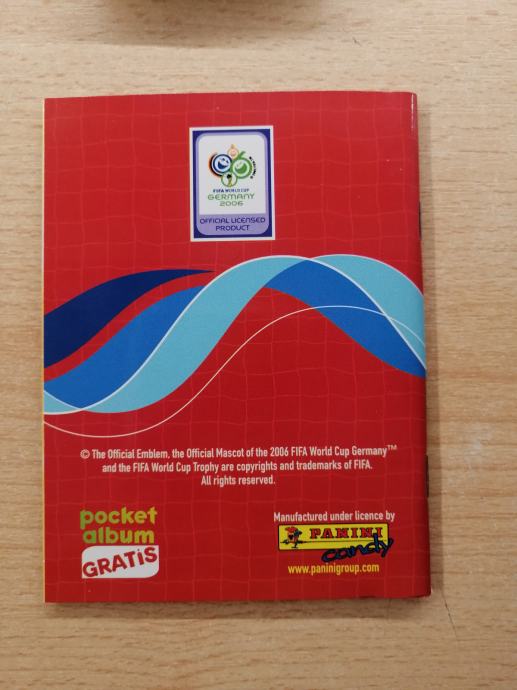 FIFA WORLD CUP
GERMANY
2006
OFFICIAL LICENSED
PRODUCT
© The Official Emblem, the Official Mascot of the 2006 FIFA World Cup Germany™
and the FIFA World Cup Trophy are copyrights and trademarks of FIFA.
All rights reserved.
pocket
album
GRATiS
Manufactured under licence by
PANINI
candy
www.paninigroup.com